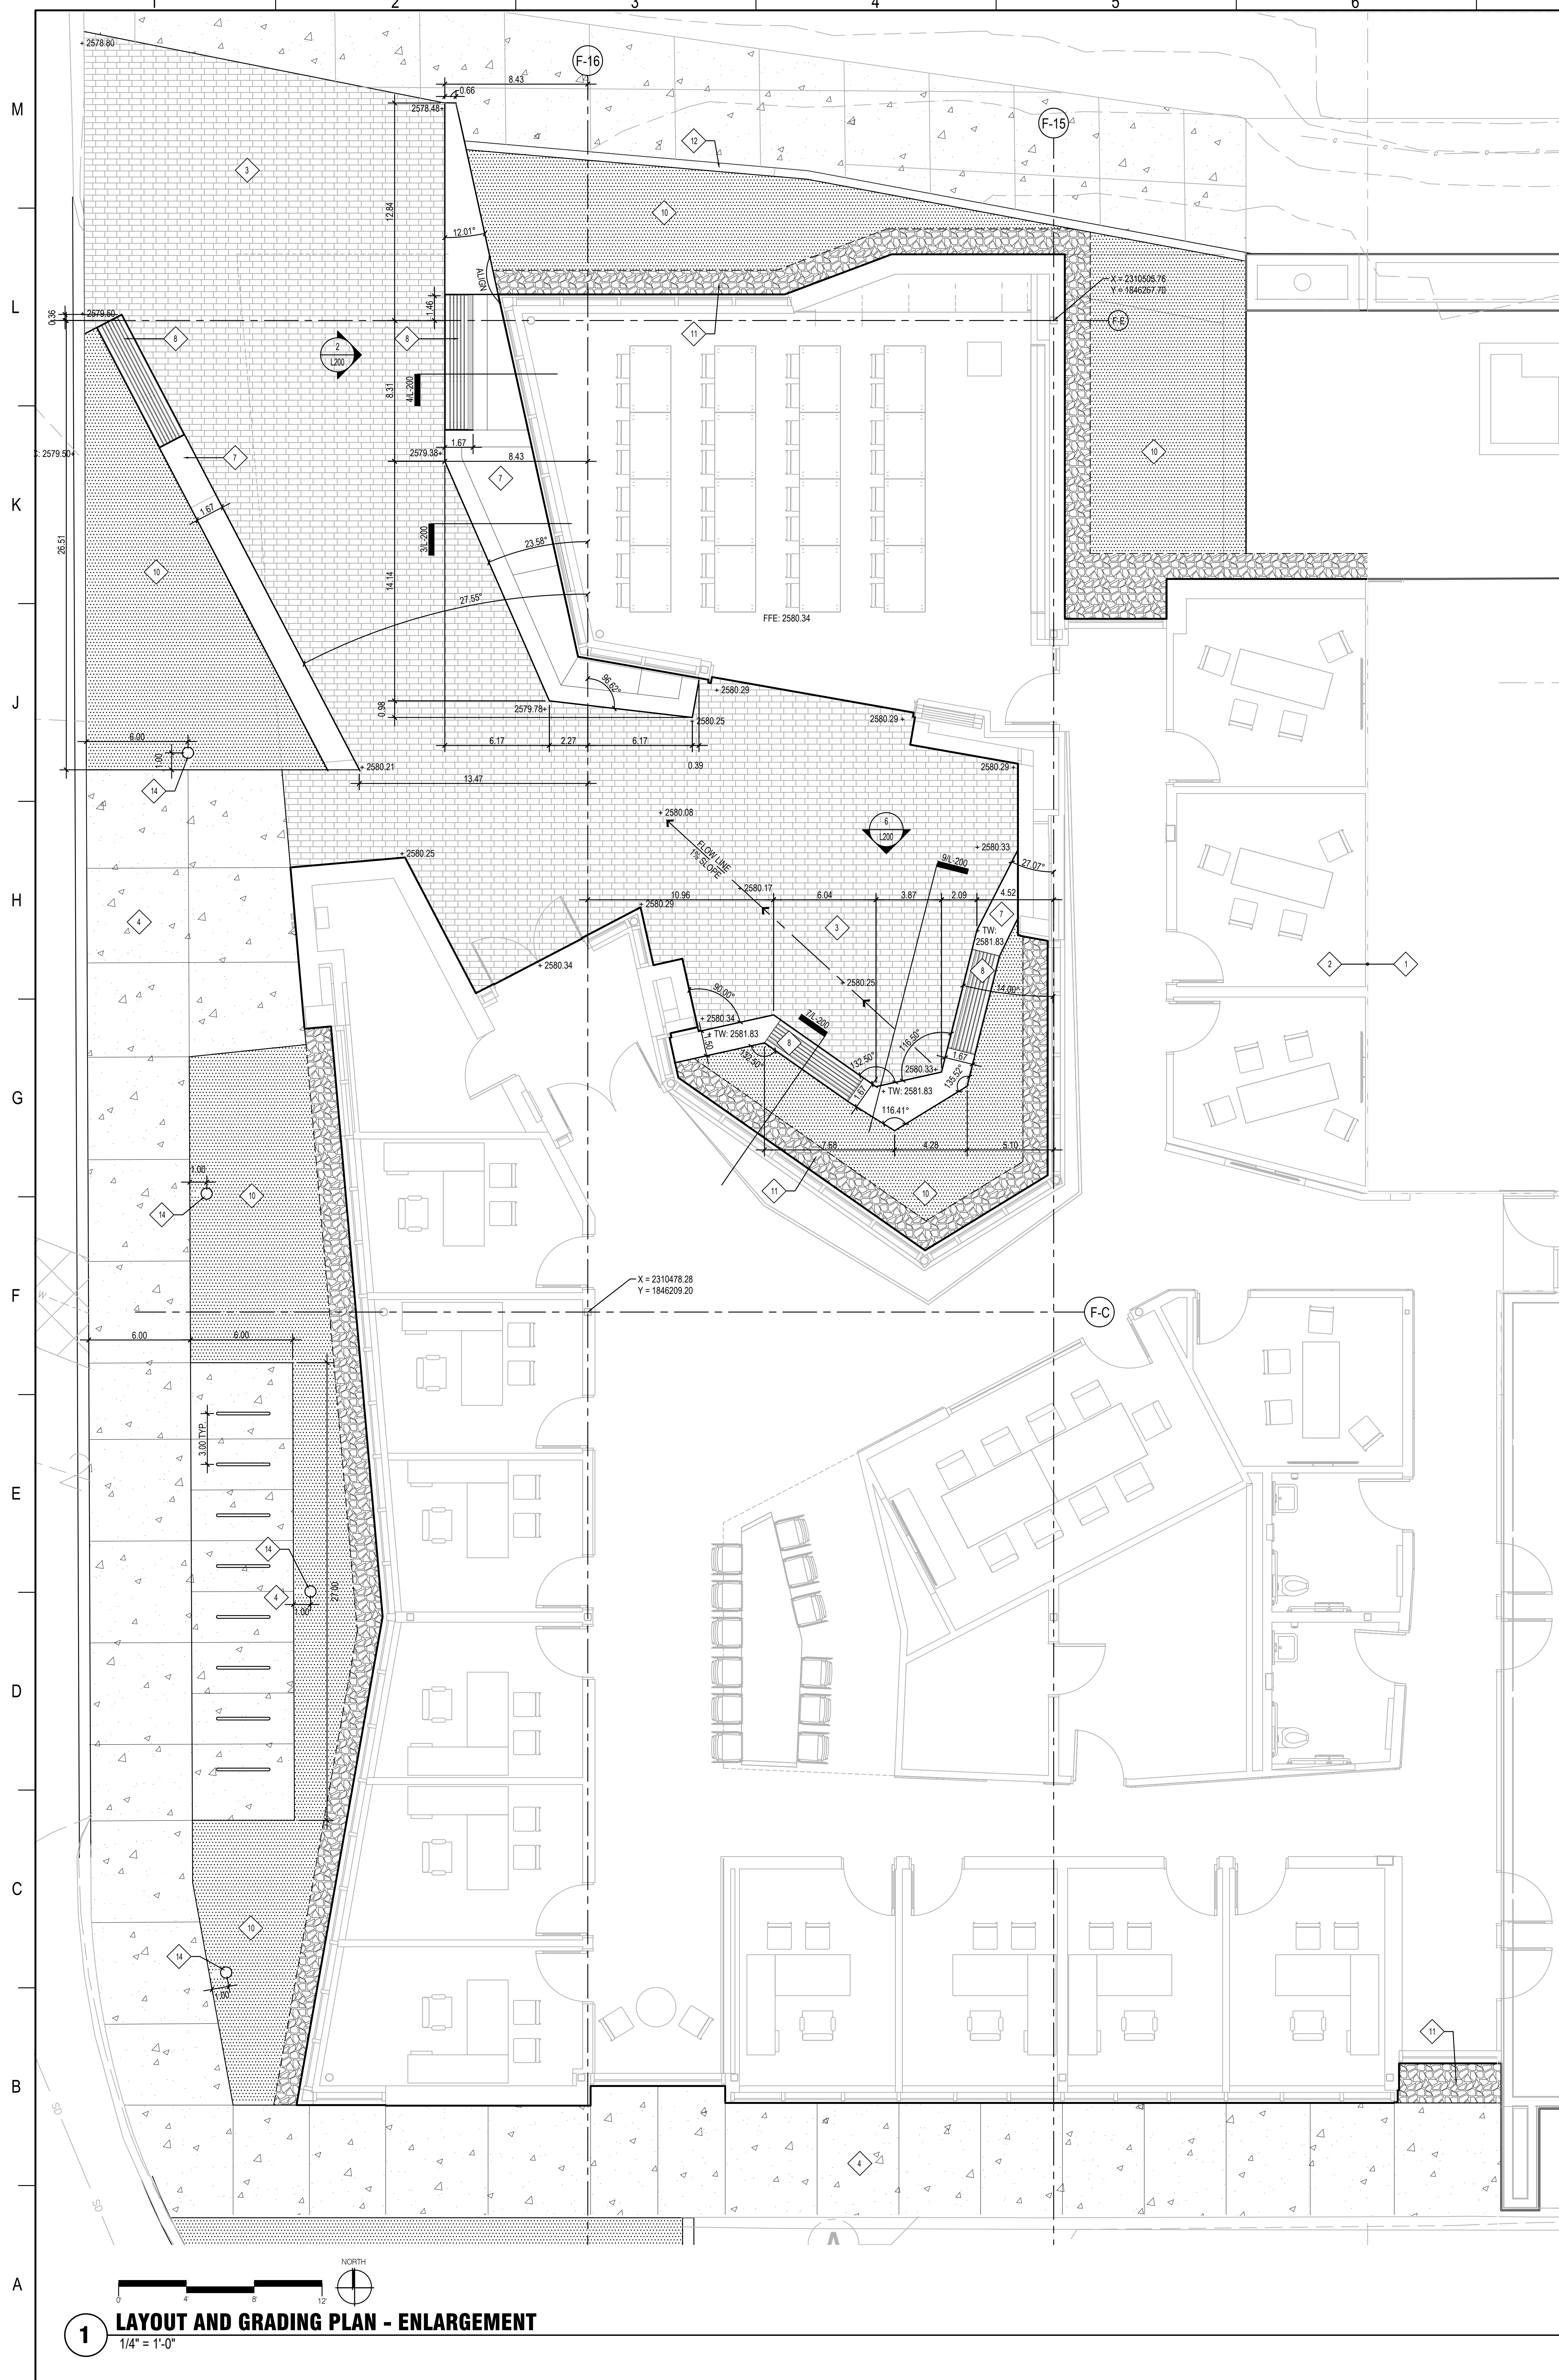 2
3
4
5
6
M
L
K
J
H
G
F
E
D
C
B
A
+ 2578.80
F-16
8.43
0.66
2578.48+
F-15
12
3
10
12.84
12.01°
ALIGN
X = 2310505.76
Y = 1846267.70
1.46
0.36
+ 2579.50
F-E
8
2
L200
8
11
4/L-200
8.31
1.67
2579.38+
8.43
: 2579.50+
7
7
10
1.67
3/L-200
23.58°
26.51
10
14.14
27.55°
FFE: 2580.34
96.62°
+ 2580.29
0.98
2579.78+
+ 2580.25
2580.29 +
6.00
1.00
6.17
2.27
6.17
0.39
+ 2580.21
2580.29 +
13.47
14
+ 2580.08
6
L200
FLOW LINE
1% SLOPE
+ 2580.25
+ 2580.33
9/L-200
27.07°
+ 2580.17
10.96
6.04
3.87
2.09
4.52
4
+ 2580.29
3
7
+ TW:
2581.83
+ 2580.34
8
2
1
+ 2580.25
90.00°
14.00°
+ 2580.34
7/L-200
+ TW: 2581.83
1.50
8
132.50°
132.50°
116.50°
1.67
2580.33+
135.52°
1.67
+ TW: 2581.83
116.41°
7.68
4.28
5.10
1.00
10
14
11
10
X = 2310478.28
Y = 1846209.20
F-C
W
6.00
6.00
3.00 TYP.
14
4
1.00
27.00
10
14
1.00
11
4
SD
SD
A
NORTH
0'
4'
8'
12'
1
LAYOUT AND GRADING PLAN - ENLARGEMENT
1/4" = 1'-0"